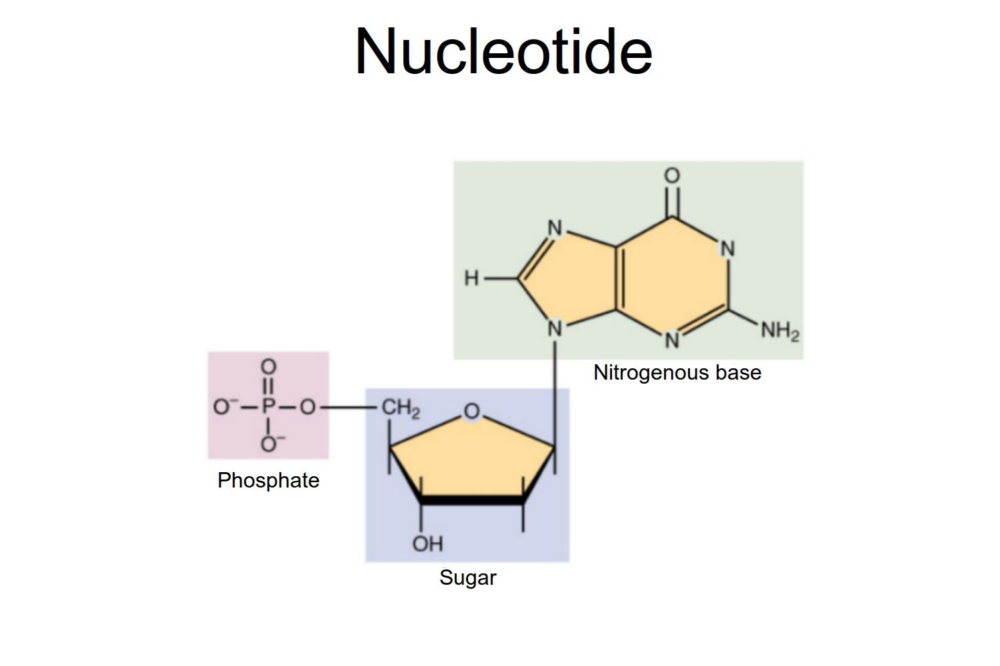 Nucleotide
O
N
N
H
N
N
NH₂
Nitrogenous base
O
O⁻ P O
O⁻
Phosphate
CH₂
O
OH
Sugar